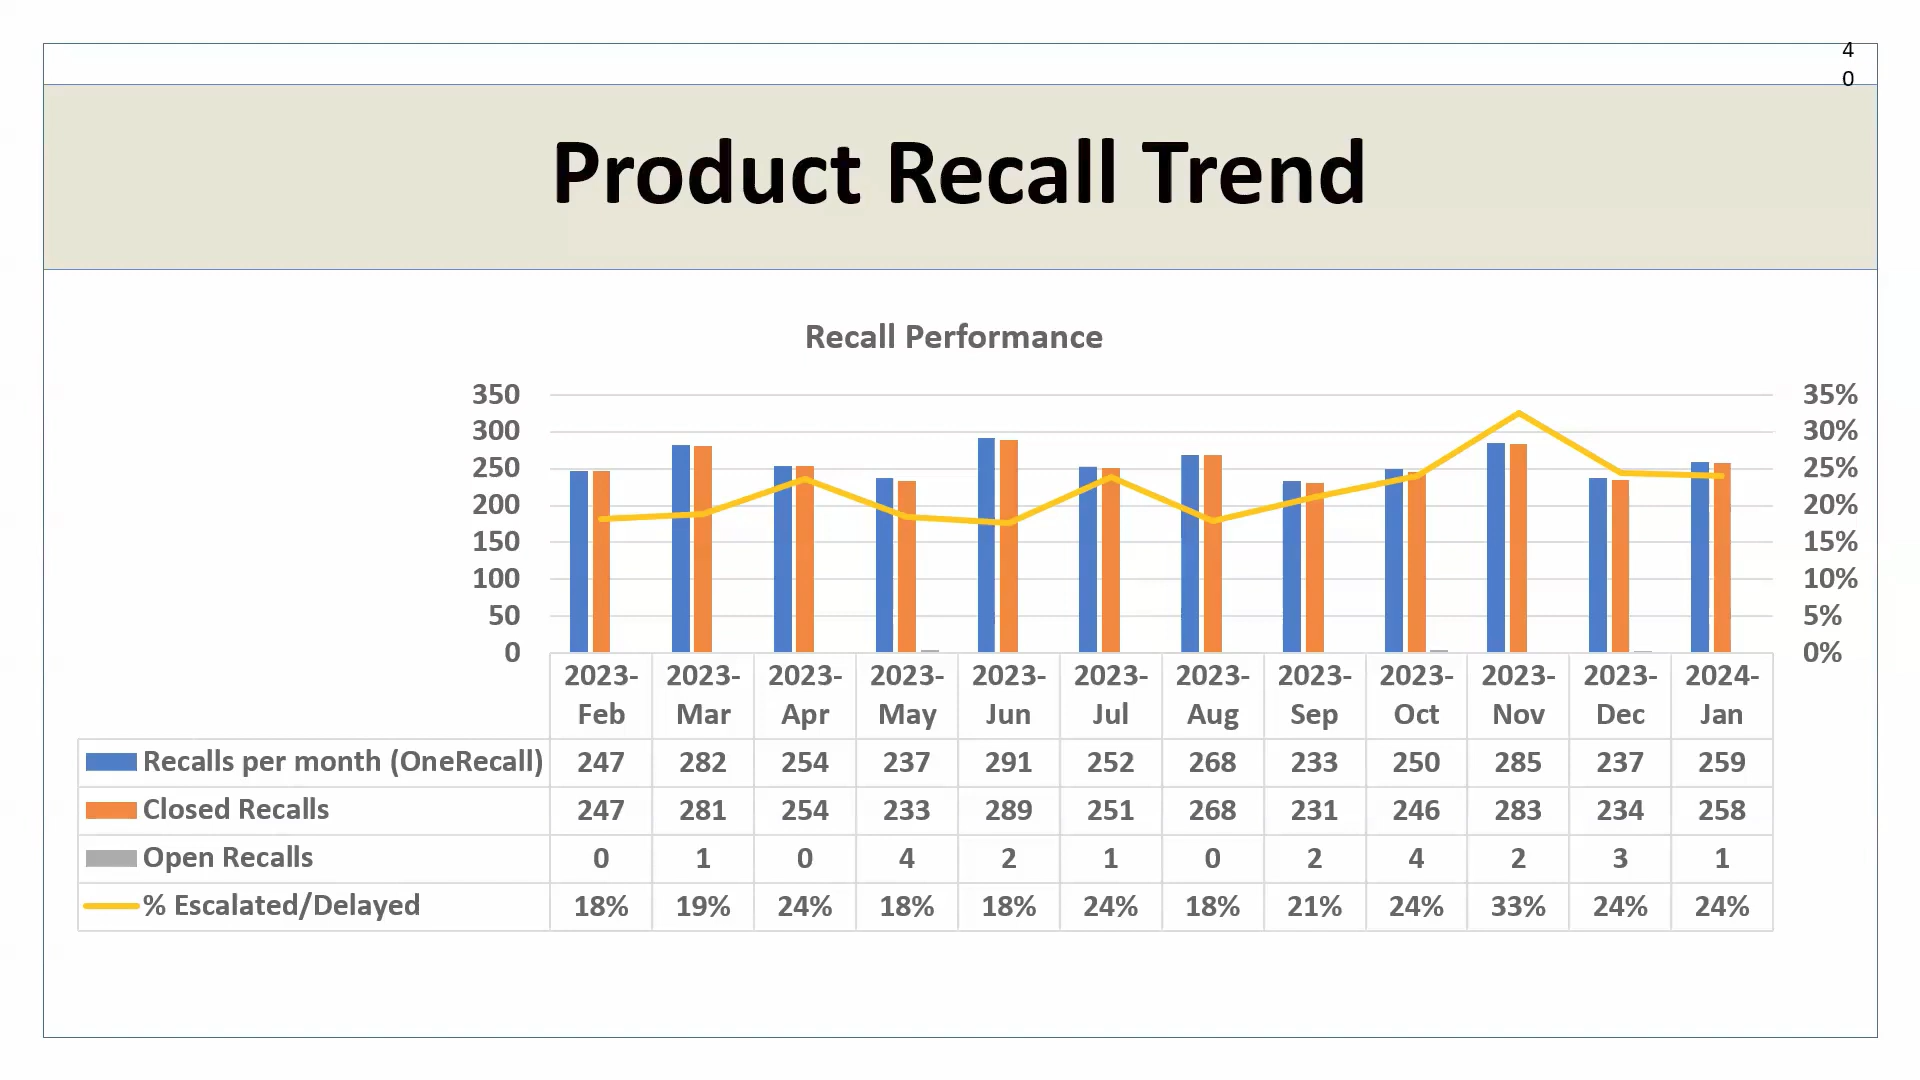 4
0
Product Recall Trend
Recall Performance
350 35%
300 30%
250 25%
200 20%
150 15%
100 10%
50 5%
0 0%
2023- 2023- 2023- 2023- 2023- 2023- 2023- 2023- 2023- 2023- 2023- 2024-
Feb Mar Apr May Jun Jul Aug Sep Oct Nov Dec Jan
Recalls per month (OneRecall) 247 282 254 237 291 252 268 233 250 285 237 259
Closed Recalls 247 281 254 233 289 251 268 231 246 283 234 258
Open Recalls 0 1 0 4 2 1 0 2 4 2 3 1
% Escalated/Delayed 18% 19% 24% 18% 18% 24% 18% 21% 24% 33% 24% 24%